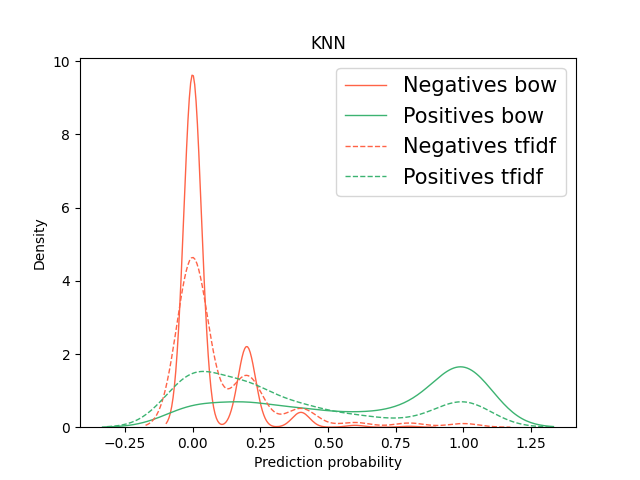 KNN
10
8
6
4
2
0
Density
Negatives bow
Positives bow
Negatives tfidf
Positives tfidf
−0.25 0.00 0.25 0.50 0.75 1.00 1.25
Prediction probability